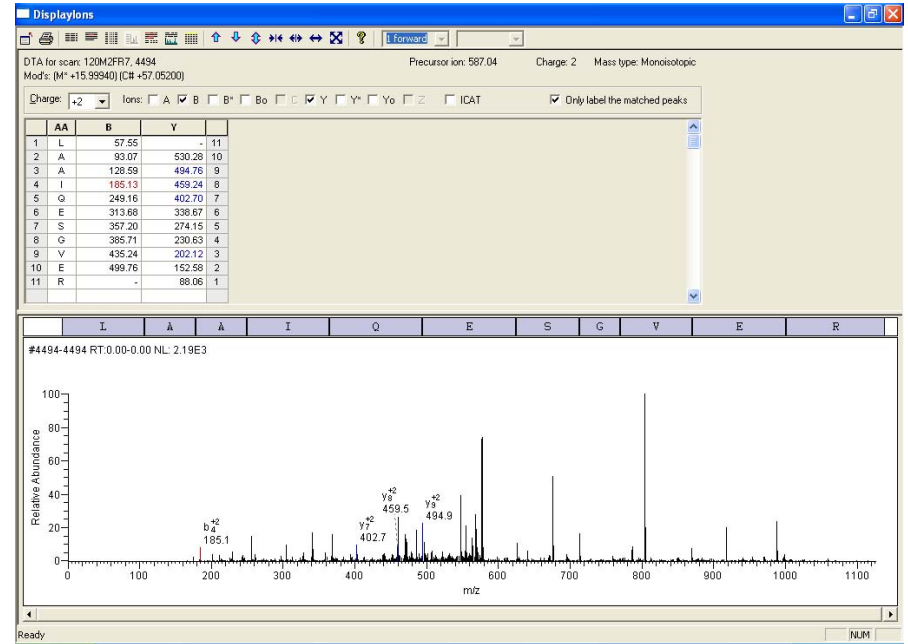 DisplayIons
1 forward
DTA for scan: 120M2FR7, 4494 Precursor ion: 587.04 Charge: 2 Mass type: Monoisotopic
Mod's: (M* +15.99940) (C# +57.05200)
Charge: +2 Ions: A B B* Bo C Y Y* Yo Z ICAT Only label the matched peaks
AA B Y
1 L 57.55 - 11
2 A 93.07 530.28 10
3 A 128.59 494.76 9
4 I 185.13 459.24 8
5 Q 249.16 402.70 7
6 E 313.68 338.67 6
7 S 357.20 274.15 5
8 G 385.71 230.63 4
9 V 435.24 202.12 3
10 E 499.76 152.58 2
11 R - 88.06 1
L A A I Q E S G V E R
#4494-4494 RT:0.00-0.00 NL: 2.19E3
100
80
60
40
20
0
Relative Abundance
b4+2
185.1
y7+2
402.7
y8+2
459.5
y9+2
494.9
0 100 200 300 400 500 600 700 800 900 1000 1100
m/z
Ready NUM